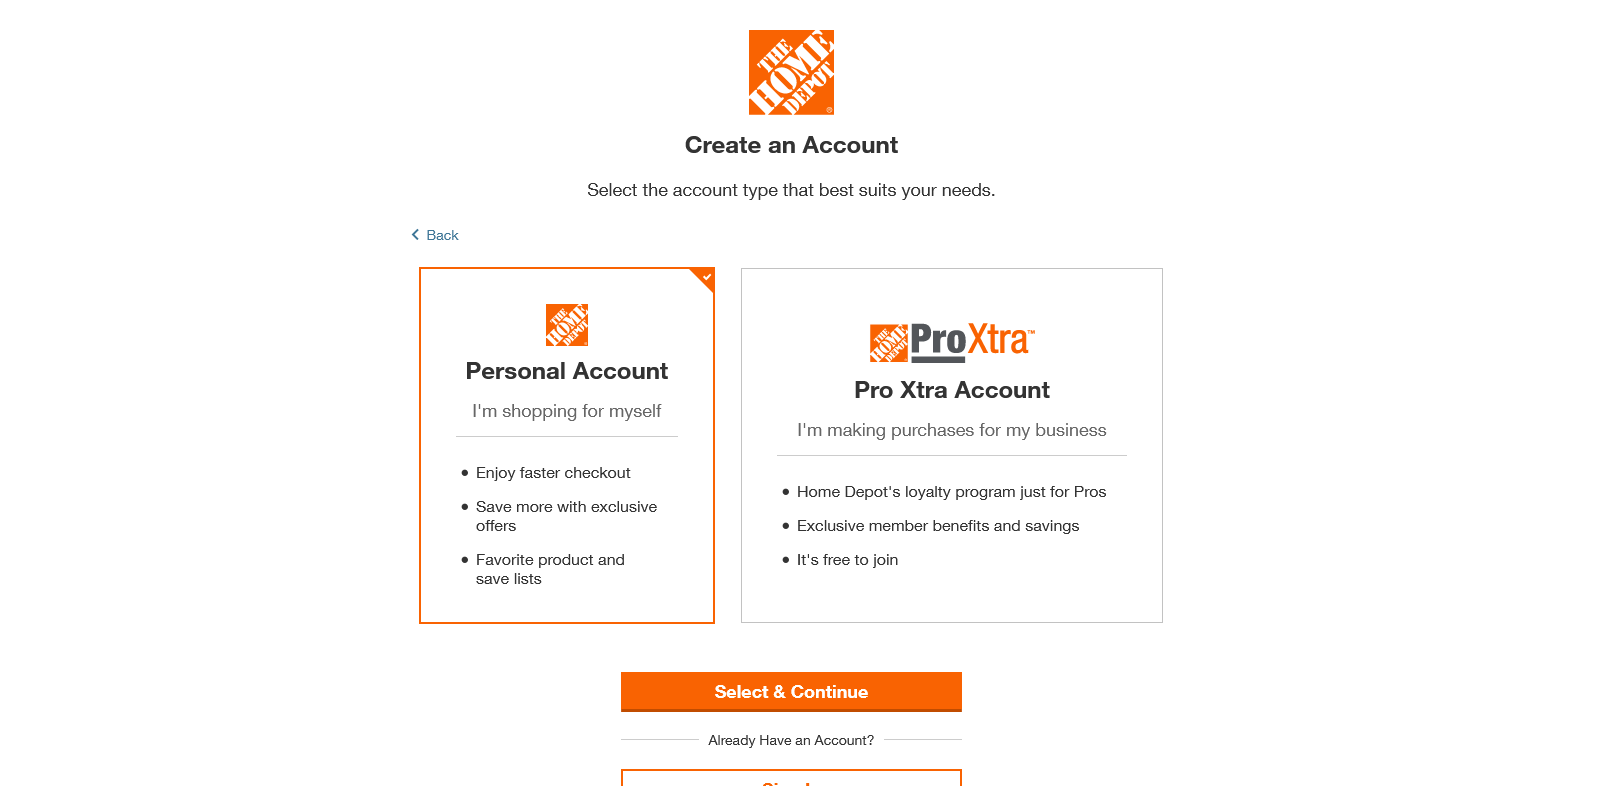 THE
HOME
DEPOT
Create an Account
Select the account type that best suits your needs.
Back
THE
HOME
DEPOT
Personal Account
I'm shopping for myself
• Enjoy faster checkout
• Save more with exclusive
offers
• Favorite product and
save lists
THE
HOME
DEPOT
ProXtra™
Pro Xtra Account
I'm making purchases for my business
• Home Depot's loyalty program just for Pros
• Exclusive member benefits and savings
• It's free to join
Select & Continue
Already Have an Account?